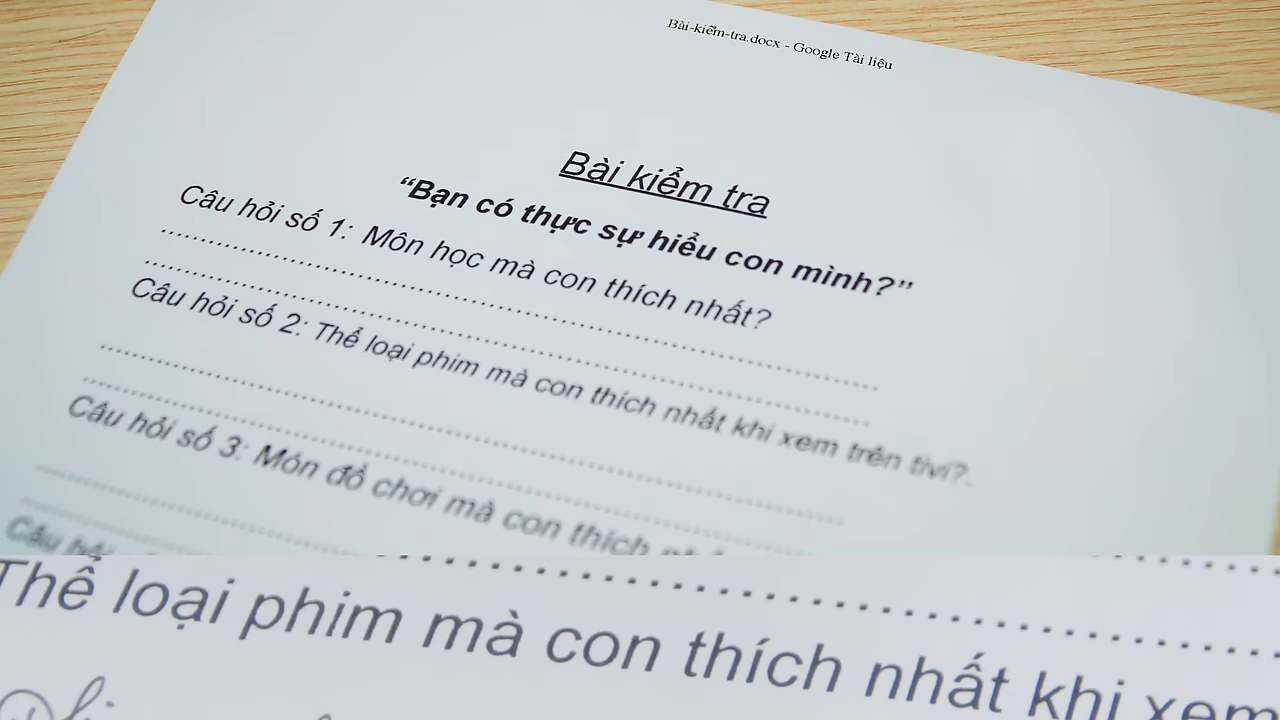 Bài-kiểm-tra.docx - Google Tài liệu
Bài kiểm tra
“Bạn có thực sự hiểu con mình?”
Câu hỏi số 1: Môn học mà con thích nhất?
Câu hỏi số 2: Thể loại phim mà con thích nhất khi xem trên tivi?.
Câu hỏi số 3: Món đồ chơi mà con thích
Câu hỏi
Thể loại phim mà con thích nhất khi xem